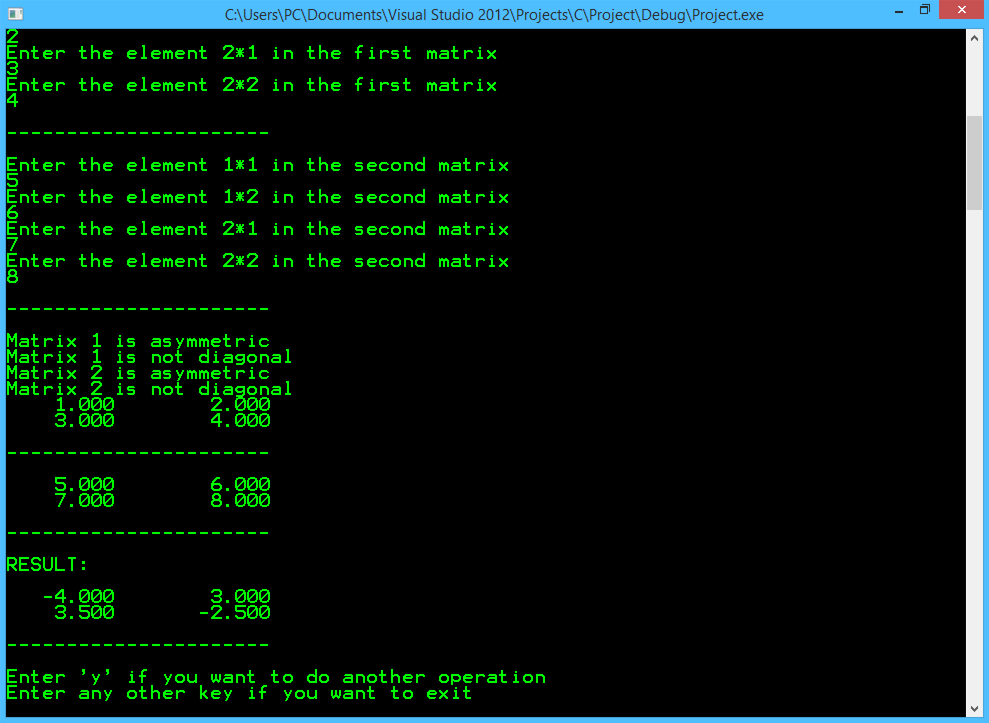 C:\Users\PC\Documents\Visual Studio 2012\Projects\C\Project\Debug\Project.exe
2
Enter the element 2*1 in the first matrix
3
Enter the element 2*2 in the first matrix
4
----------------------
Enter the element 1*1 in the second matrix
5
Enter the element 1*2 in the second matrix
6
Enter the element 2*1 in the second matrix
7
Enter the element 2*2 in the second matrix
8
----------------------
Matrix 1 is asymmetric
Matrix 1 is not diagonal
Matrix 2 is asymmetric
Matrix 2 is not diagonal
1.000 2.000
3.000 4.000
----------------------
5.000 6.000
7.000 8.000
----------------------
RESULT:
-4.000 3.000
3.500 -2.500
----------------------
Enter 'y' if you want to do another operation
Enter any other key if you want to exit